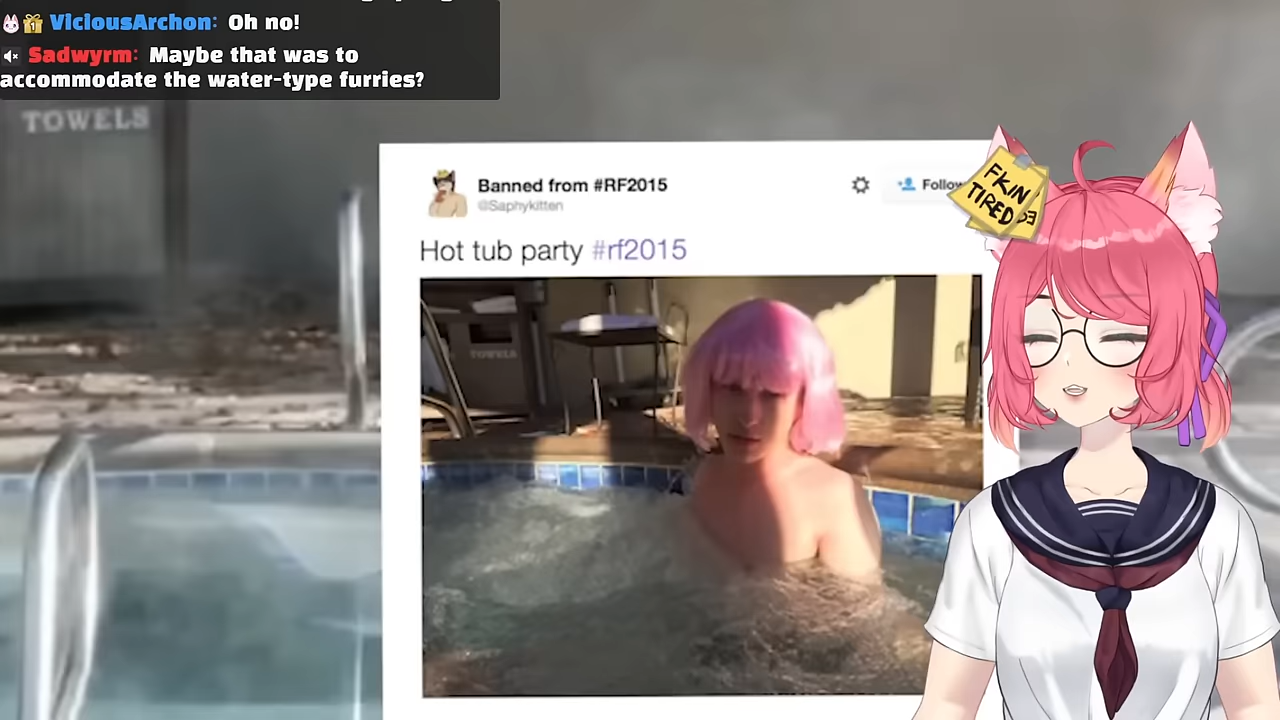 ViciousArchon: Oh no!
Sadwyrm: Maybe that was to
accommodate the water-type furries?
TOWELS
Banned from #RF2015
@Saphykitten
Follow
Hot tub party #rf2015
TOWELS
FKIN
TIRED